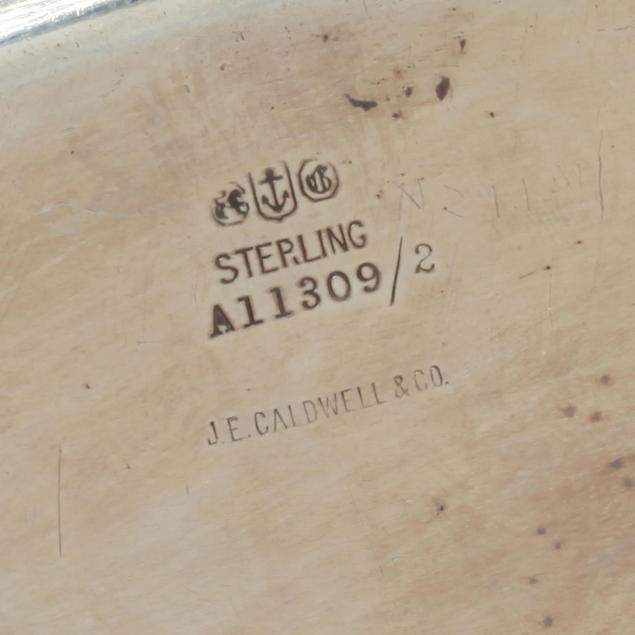 STERLING
A11309/2
J.E. CALDWELL & CO.